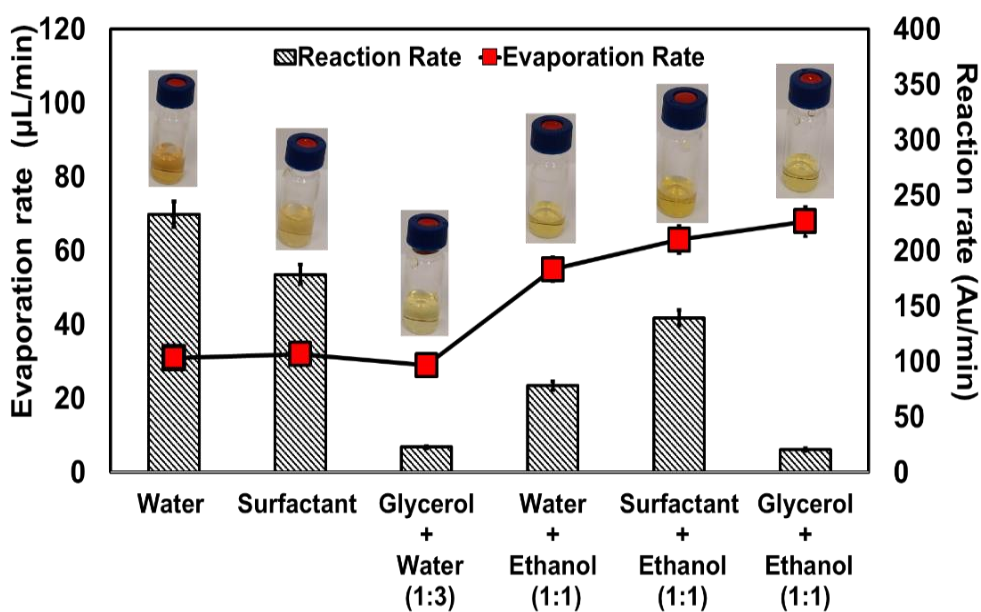 Reaction Rate
Evaporation Rate
Evaporation rate (µL/min)
120
100
80
60
40
20
0
400
350
300
250
200
150
100
50
0
Reaction rate (Au/min)
Water
Surfactant
Glycerol
+
Water
(1:3)
Water
+
Ethanol
(1:1)
Surfactant
+
Ethanol
(1:1)
Glycerol
+
Ethanol
(1:1)